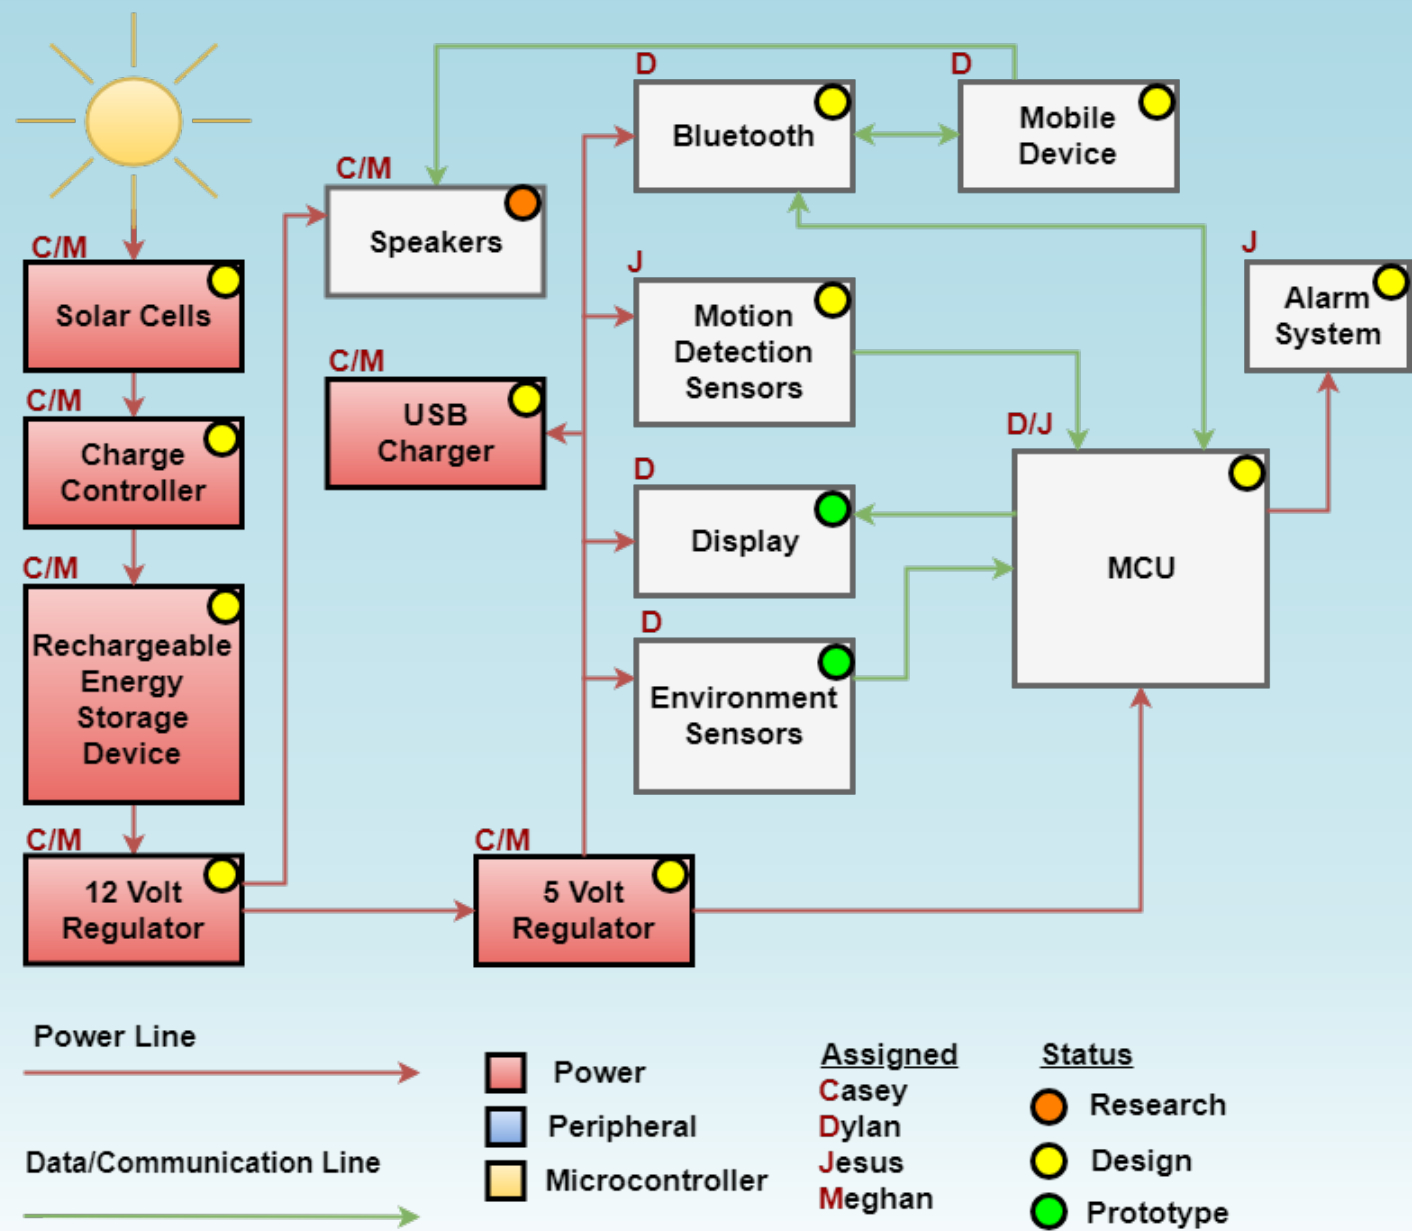 D
D
Bluetooth
Mobile
Device
C/M
Speakers
C/M
Solar Cells
J
Motion
Detection
Sensors
J
Alarm
System
C/M
USB
Charger
C/M
Charge
Controller
D/J
MCU
D
Display
C/M
Rechargeable
Energy
Storage
Device
D
Environment
Sensors
C/M
12 Volt
Regulator
C/M
5 Volt
Regulator
Power Line
Data/Communication Line
Power
Peripheral
Microcontroller
Assigned
Casey
Dylan
Jesus
Meghan
Status
Research
Design
Prototype